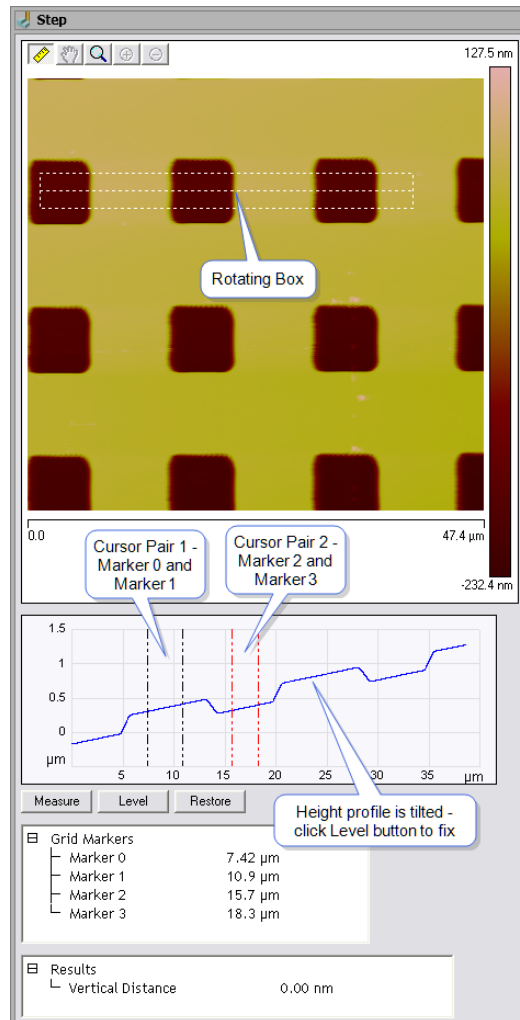 Step
127.5 nm
Rotating Box
0.0
47.4 µm
-232.4 nm
Cursor Pair 1 -
Marker 0 and
Marker 1
Cursor Pair 2 -
Marker 2 and
Marker 3
1.5
1
0.5
0
µm
5
10
15
20
25
30
35
µm
Height profile is tilted -
click Level button to fix
Measure
Level
Restore
Grid Markers
Marker 0 7.42 µm
Marker 1 10.9 µm
Marker 2 15.7 µm
Marker 3 18.3 µm
Results
Vertical Distance 0.00 nm